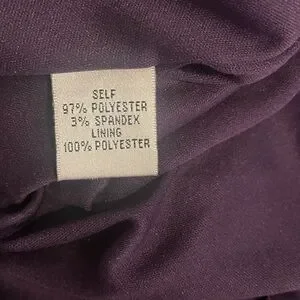 SELF
97% POLYESTER
3% SPANDEX
LINING
100% POLYESTER